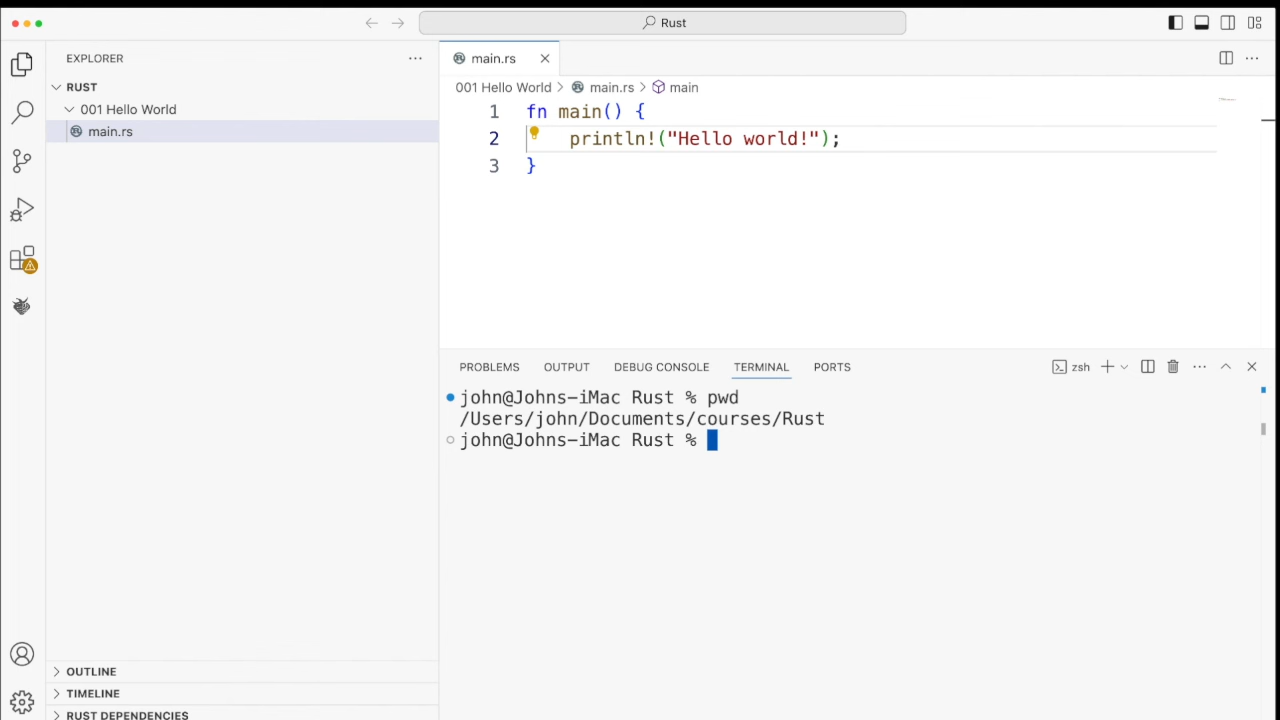 Rust
EXPLORER
RUST
001 Hello World
main.rs
main.rs
001 Hello World > main.rs > main
1 fn main() {
2 println!("Hello world!");
3 }
PROBLEMS OUTPUT DEBUG CONSOLE TERMINAL PORTS zsh
john@Johns-iMac Rust % pwd
/Users/john/Documents/courses/Rust
john@Johns-iMac Rust %
OUTLINE
TIMELINE
RUST DEPENDENCIES